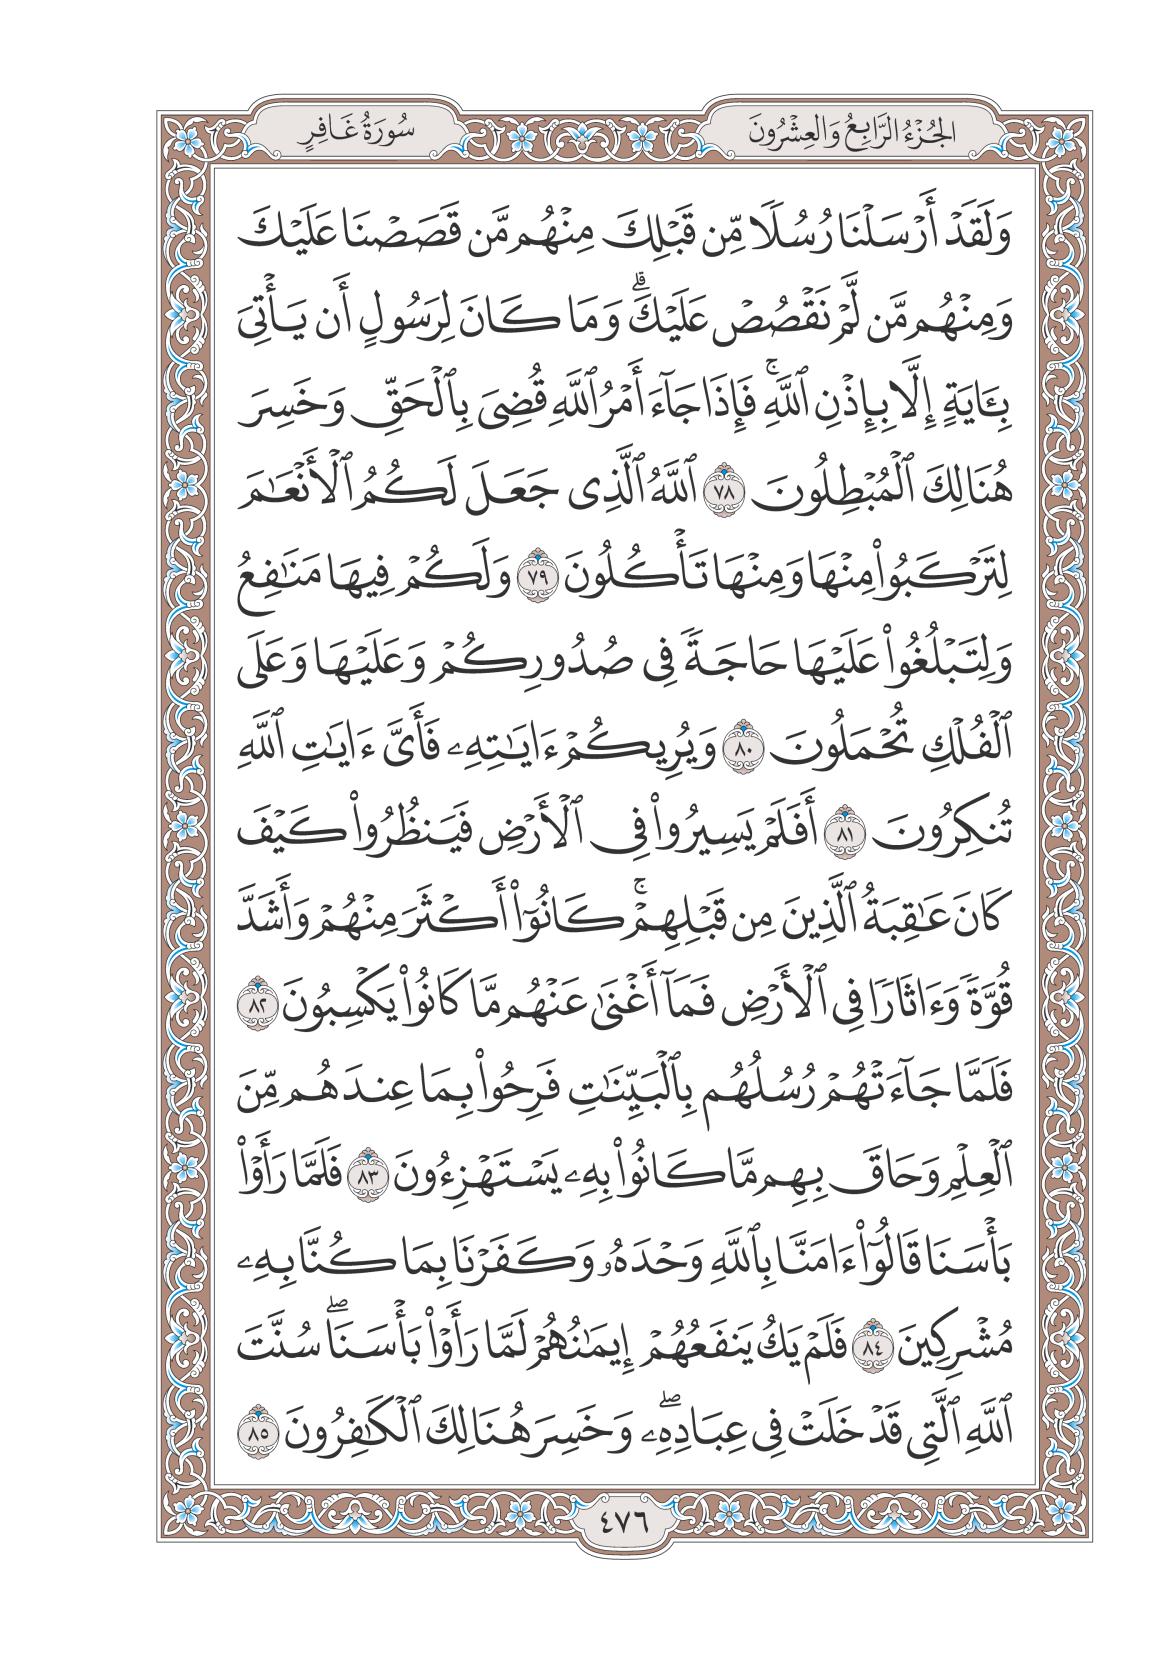 الجُزْءُ الرَّابِعُ وَالعِشْرُونَ
سُورَةُ غَافِرٍ
وَلَقَدۡ أَرۡسَلۡنَا رُسُلٗا مِّن قَبۡلِكَ مِنۡهُم مَّن قَصَصۡنَا عَلَيۡكَ
وَمِنۡهُم مَّن لَّمۡ نَقۡصُصۡ عَلَيۡكَۗ وَمَا كَانَ لِرَسُولٍ أَن يَأۡتِيَ
بِـَٔايَةٍ إِلَّا بِإِذۡنِ ٱللَّهِۚ فَإِذَا جَآءَ أَمۡرُ ٱللَّهِ قُضِيَ بِٱلۡحَقِّ وَخَسِرَ
هُنَالِكَ ٱلۡمُبۡطِلُونَ ٧٨ ٱللَّهُ ٱلَّذِي جَعَلَ لَكُمُ ٱلۡأَنۡعَٰمَ
لِتَرۡكَبُواْ مِنۡهَا وَمِنۡهَا تَأۡكُلُونَ ٧٩ وَلَكُمۡ فِيهَا مَنَٰفِعُ
وَلِتَبۡلُغُواْ عَلَيۡهَا حَاجَةٗ فِي صُدُورِكُمۡ وَعَلَيۡهَا وَعَلَى
ٱلۡفُلۡكِ تُحۡمَلُونَ ٨٠ وَيُرِيكُمۡ ءَايَٰتِهِۦ فَأَيَّ ءَايَٰتِ ٱللَّهِ
تُنكِرُونَ ٨١ أَفَلَمۡ يَسِيرُواْ فِي ٱلۡأَرۡضِ فَيَنظُرُواْ كَيۡفَ
كَانَ عَٰقِبَةُ ٱلَّذِينَ مِن قَبۡلِهِمۡۚ كَانُوٓاْ أَكۡثَرَ مِنۡهُمۡ وَأَشَدَّ
قُوَّةٗ وَءَاثَارٗا فِي ٱلۡأَرۡضِ فَمَآ أَغۡنَىٰ عَنۡهُم مَّا كَانُواْ يَكۡسِبُونَ ٨٢
فَلَمَّا جَآءَتۡهُمۡ رُسُلُهُم بِٱلۡبَيِّنَٰتِ فَرِحُواْ بِمَا عِندَهُم مِّنَ
ٱلۡعِلۡمِ وَحَاقَ بِهِم مَّا كَانُواْ بِهِۦ يَسۡتَهۡزِءُونَ ٨٣ فَلَمَّا رَأَوۡاْ
بَأۡسَنَا قَالُوٓاْ ءَامَنَّا بِٱللَّهِ وَحۡدَهُۥ وَكَفَرۡنَا بِمَا كُنَّا بِهِۦ
مُشۡرِكِينَ ٨٤ فَلَمۡ يَكُ يَنفَعُهُمۡ إِيمَٰنُهُمۡ لَمَّا رَأَوۡاْ بَأۡسَنَاۖ سُنَّتَ
ٱللَّهِ ٱلَّتِي قَدۡ خَلَتۡ فِي عِبَادِهِۦۖ وَخَسِرَ هُنَالِكَ ٱلۡكَٰفِرُونَ ٨٥
٤٧٦